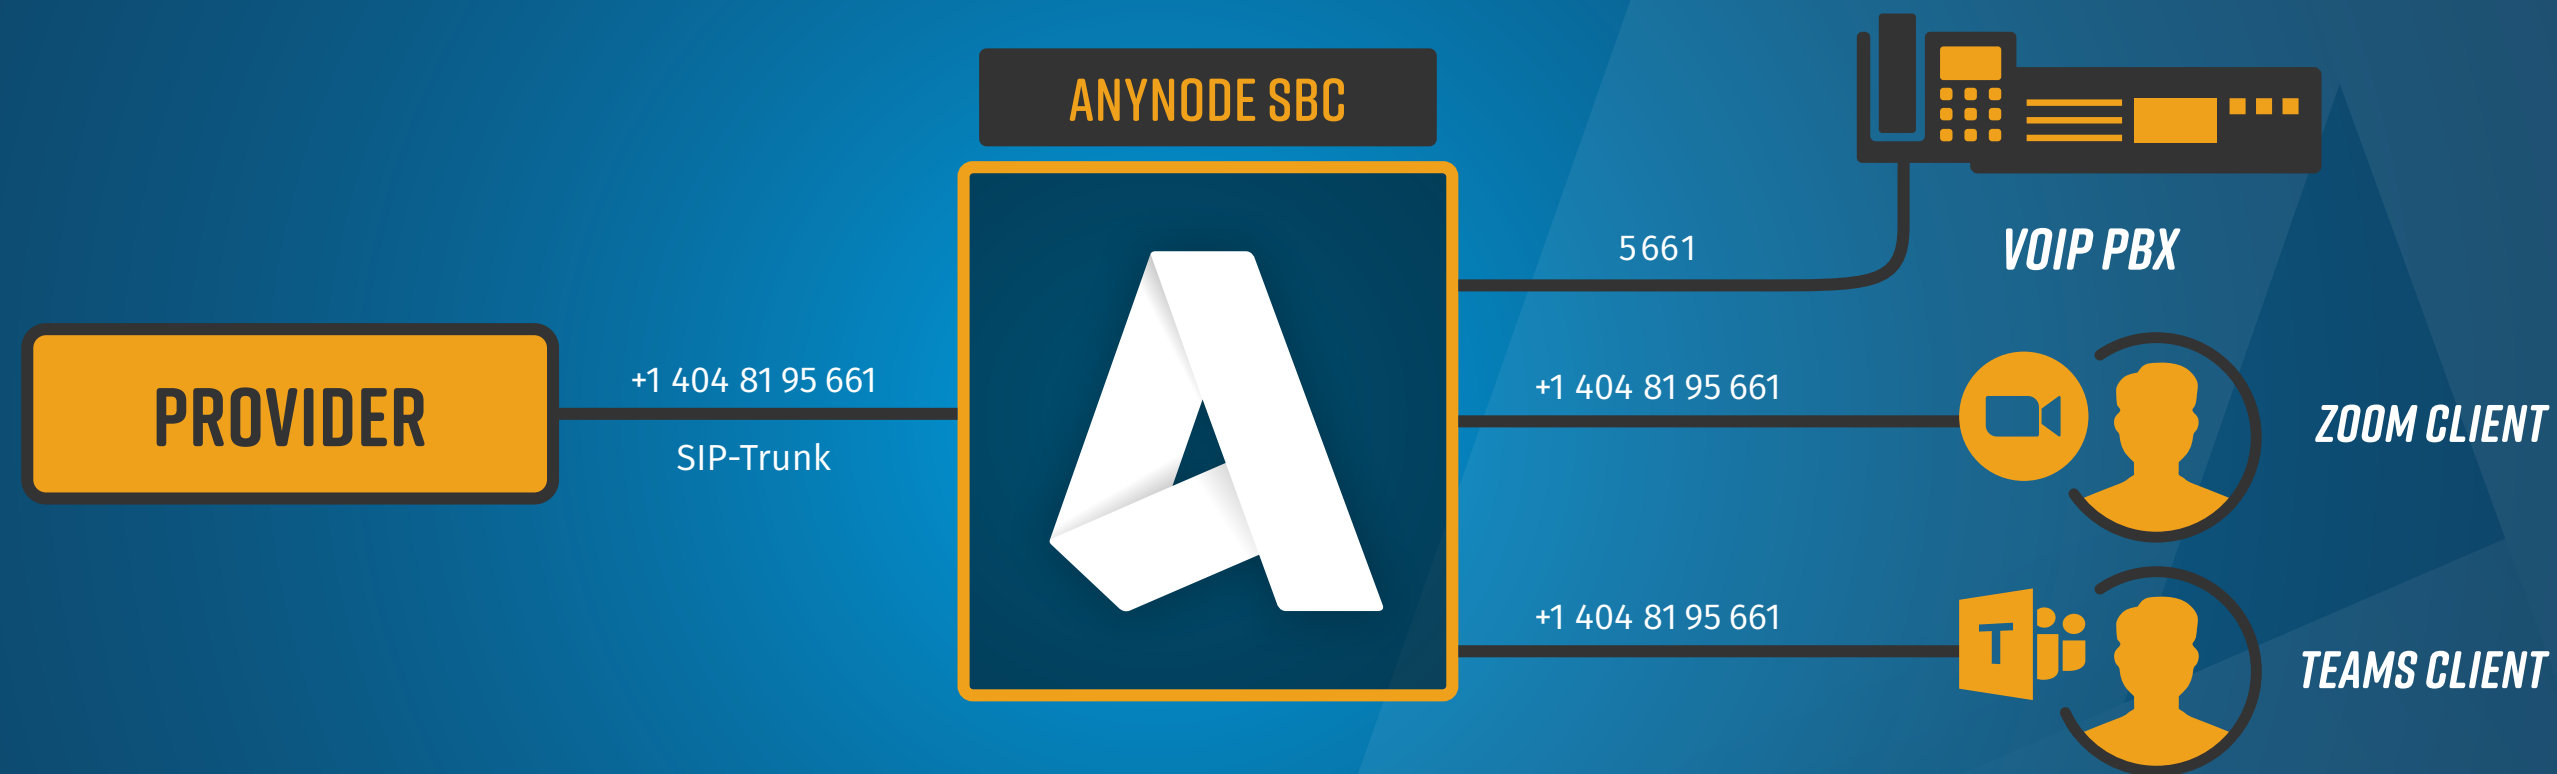 ANYNODE SBC
PROVIDER
+1 404 81 95 661
SIP-Trunk
5661
VOIP PBX
+1 404 81 95 661
ZOOM CLIENT
+1 404 81 95 661
T
TEAMS CLIENT